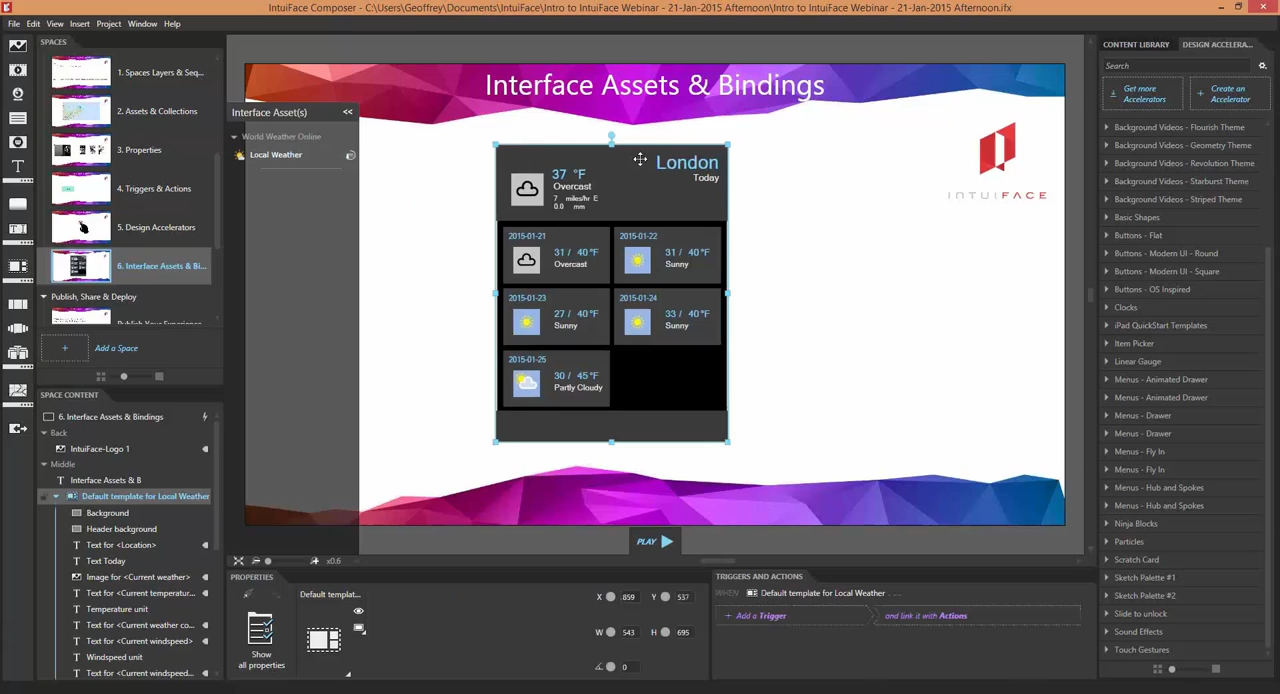 IntuiFace Composer - C:\Users\Geoffrey\Documents\IntuiFace\Intro to IntuiFace Webinar - 21-Jan-2015 Afternoon\Intro to IntuiFace Webinar - 21-Jan-2015 Afternoon.ifx
File Edit View Insert Project Window Help
SPACES
1. Spaces Layers & Seq...
2. Assets & Collections
3. Properties
4. Triggers & Actions
5. Design Accelerators
6. Interface Assets & Bi...
Publish, Share & Deploy
Publish Your Experience
+ Add a Space
SPACE CONTENT
6. Interface Assets & Bindings
Back
IntuiFace-Logo 1
Middle
Interface Assets & B
Default template for Local Weather
Background
Header background
Text for <Location>
Text Today
Image for <Current weather>
Text for <Current temperatur...
Temperature unit
Text for <Current weather co...
Text for <Current windspeed>
Windspeed unit
Text for <Current windspeed...
Interface Asset(s) <<
World Weather Online
Local Weather
Interface Assets & Bindings
INTUIFACE
London
Today
37 °F
Overcast
7 miles/hr E
0.0 mm
2015-01-21
31 / 40°F
Overcast
2015-01-22
31 / 40°F
Sunny
2015-01-23
27 / 40°F
Sunny
2015-01-24
33 / 40°F
Sunny
2015-01-25
30 / 45°F
Partly Cloudy
PLAY
x0.6
PROPERTIES
Show
all properties
Default templat...
X 859 Y 537
W 543 H 695
0
TRIGGERS AND ACTIONS
WHEN Default template for Local Weather ...
+ Add a Trigger and link it with Actions
CONTENT LIBRARY DESIGN ACCELERA...
Search
Get more
Accelerators
+ Create an
Accelerator
Background Videos - Flourish Theme
Background Videos - Geometry Theme
Background Videos - Revolution Theme
Background Videos - Starburst Theme
Background Videos - Striped Theme
Basic Shapes
Buttons - Flat
Buttons - Modern UI - Round
Buttons - Modern UI - Square
Buttons - OS Inspired
Clocks
iPad QuickStart Templates
Item Picker
Linear Gauge
Menus - Animated Drawer
Menus - Animated Drawer
Menus - Drawer
Menus - Drawer
Menus - Fly In
Menus - Fly In
Menus - Hub and Spokes
Menus - Hub and Spokes
Ninja Blocks
Particles
Scratch Card
Sketch Palette #1
Sketch Palette #2
Slide to unlock
Sound Effects
Touch Gestures